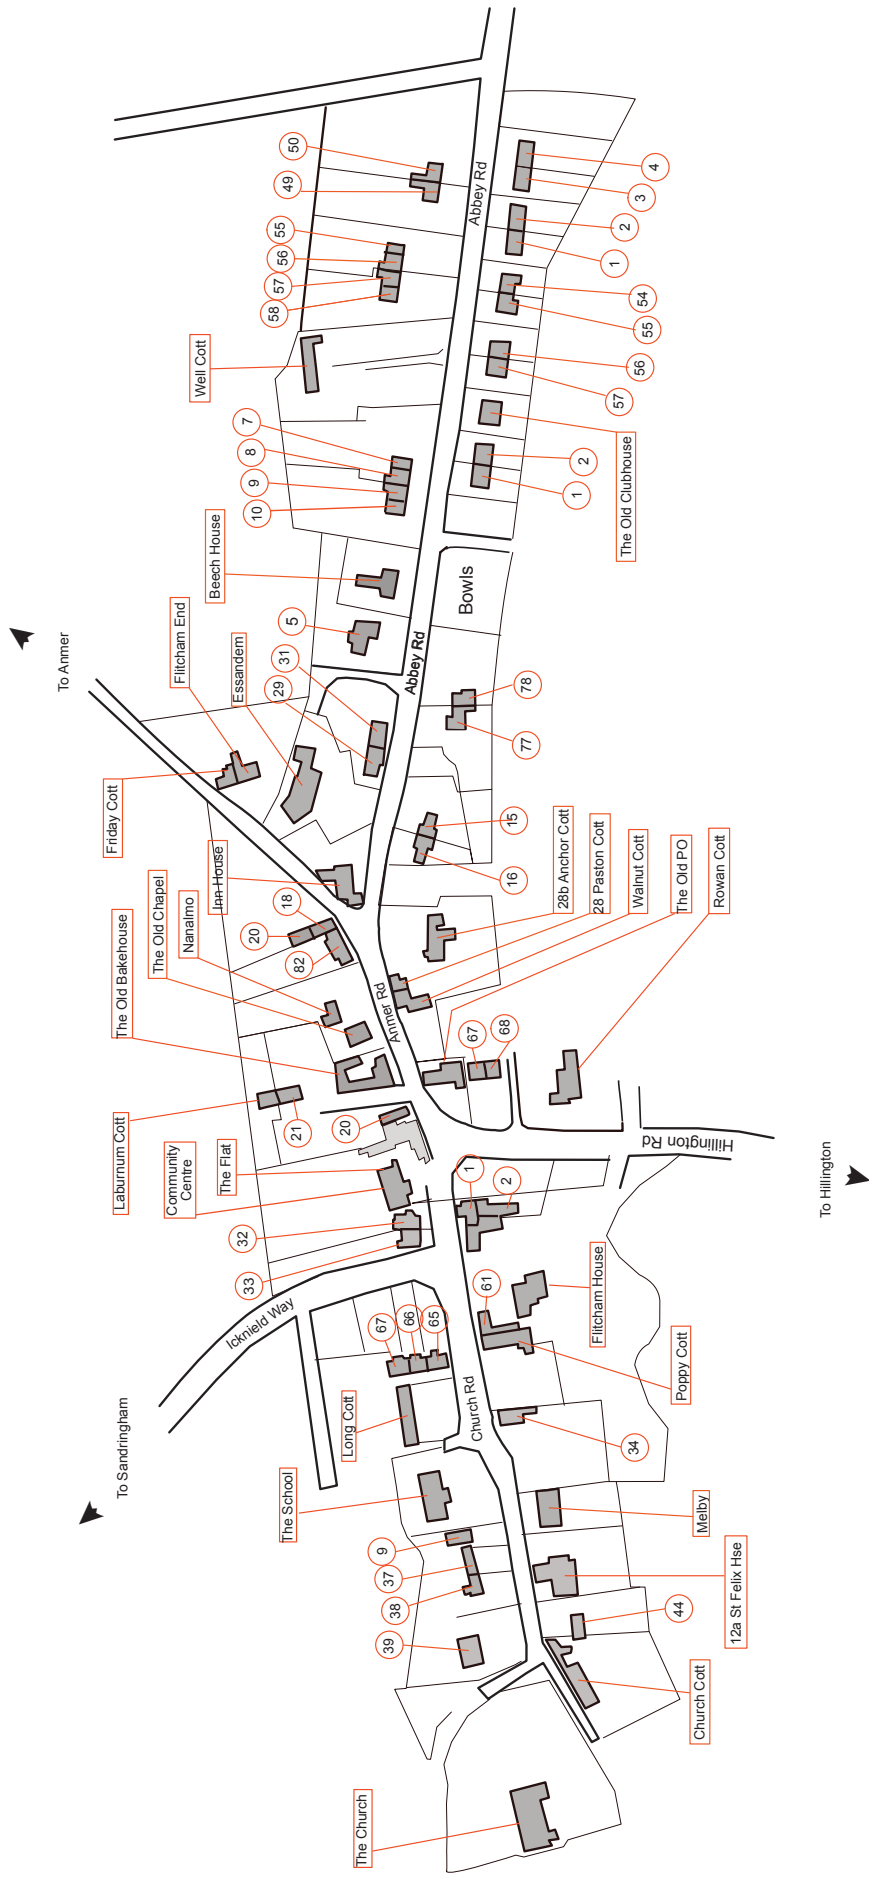 50
49
4
3
Abbey Rd
2
1
55
56
57
58
54
55
Well Cott
56
57
7
8
9
10
The Old Clubhouse
2
1
Beech House
Bowls
5
To Anmer
Flitcham End
Essandem
31
29
Abbey Rd
78
77
Friday Cott
Inn House
15
16
28b Anchor Cott
28 Paston Cott
Walnut Cott
The Old PO
Rowan Cott
18
20
82
The Old Chapel
Nanalmo
The Old Bakehouse
Anmer Rd
67
68
Laburnum Cott
21
20
Hillington Rd
To Hillington
The Flat
Community
Centre
1
2
32
33
Icknield Way
61
Flitcham House
Poppy Cott
67
66
65
Long Cott
Church Rd
34
To Sandringham
The School
Melby
9
37
38
39
12a St Felix Hse
44
Church Cott
The Church